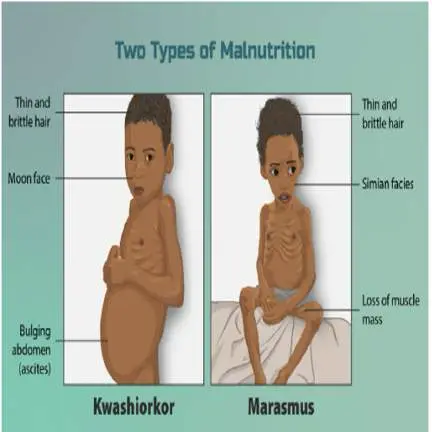 Two Types of Malnutrition
Thin and
brittle hair
Moon face
Bulging
abdomen
(ascites)
Thin and
brittle hair
Simian facies
Loss of muscle
mass
Kwashiorkor
Marasmus